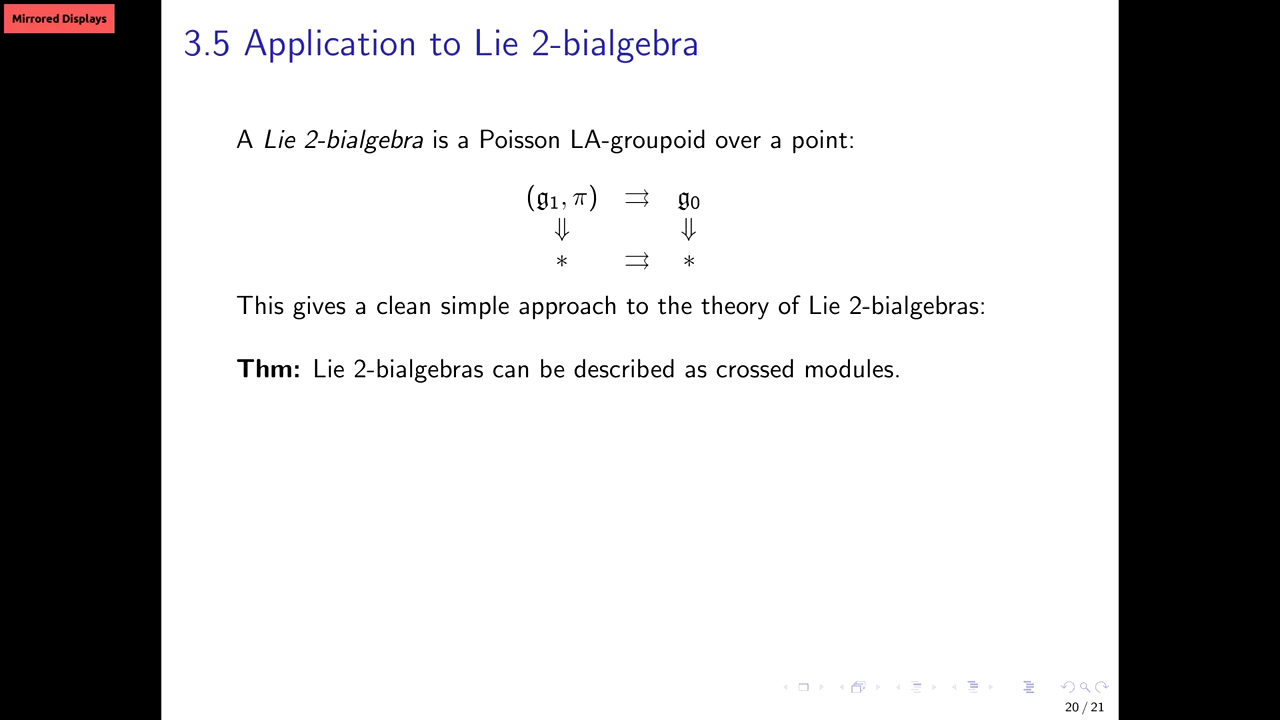 Mirrored Displays
3.5 Application to Lie 2-bialgebra
A Lie 2-bialgebra is a Poisson LA-groupoid over a point:
(𝔤₁, π) ⇉ 𝔤₀
⇓ ⇓
* ⇉ *
This gives a clean simple approach to the theory of Lie 2-bialgebras:
Thm: Lie 2-bialgebras can be described as crossed modules.
20 / 21